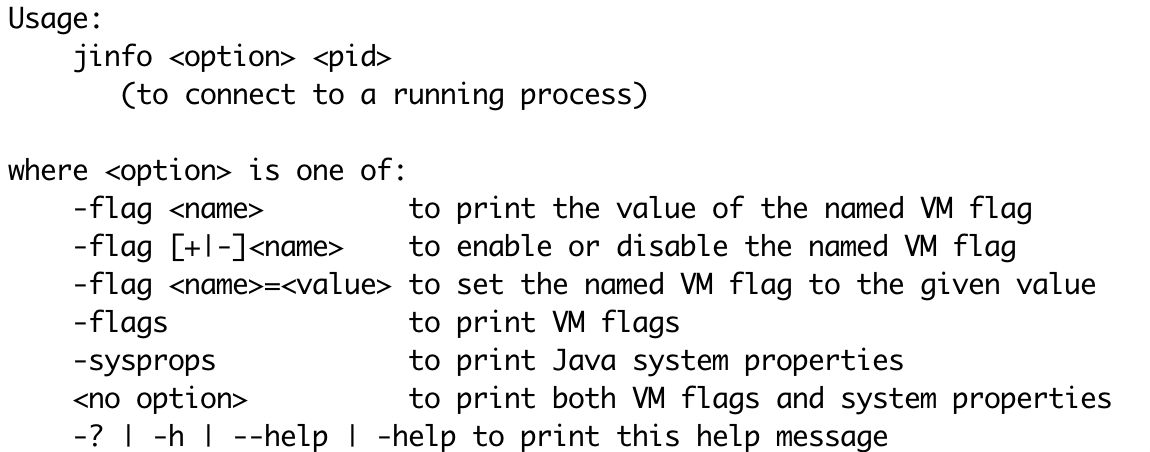 Usage:
    jinfo <option> <pid>
       (to connect to a running process)

where <option> is one of:
    -flag <name>         to print the value of the named VM flag
    -flag [+|-]<name>    to enable or disable the named VM flag
    -flag <name>=<value> to set the named VM flag to the given value
    -flags               to print VM flags
    -sysprops            to print Java system properties
    <no option>          to print both VM flags and system properties
    -? | -h | --help | -help to print this help message